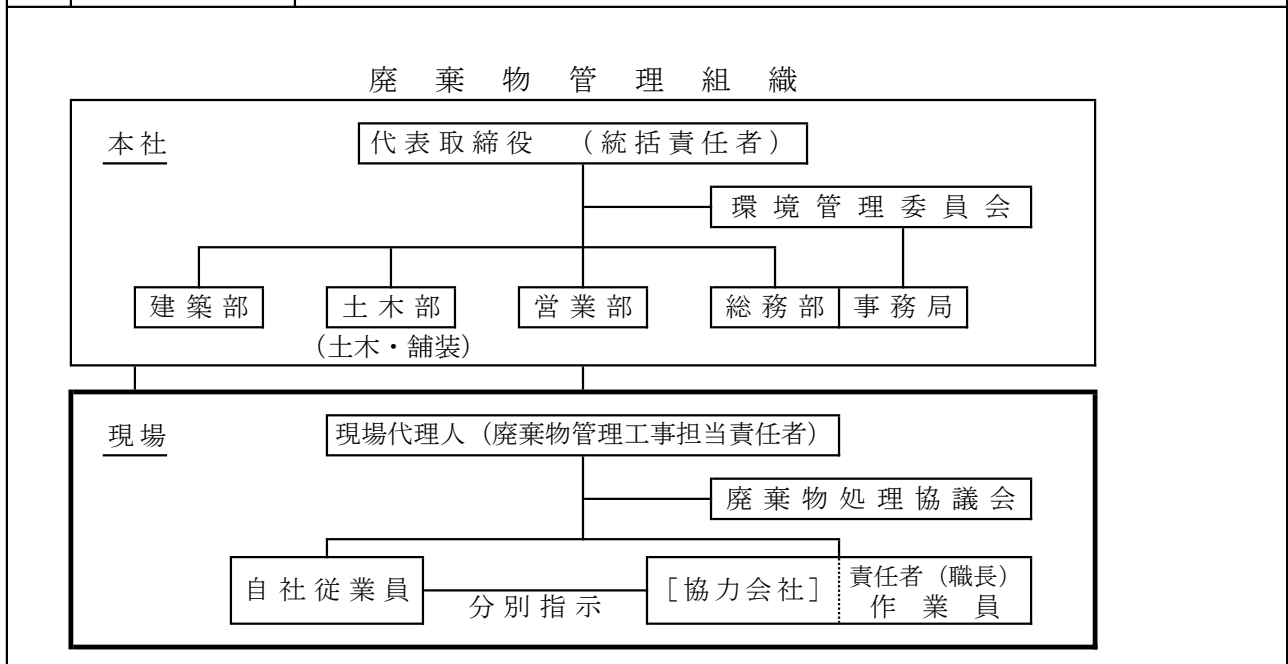 廃棄物管理組織
本社
代表取締役 （統括責任者）
環境管理委員会
建築部 土木部 営業部 総務部 事務局
（土木・舗装）
現場
現場代理人（廃棄物管理工事担当責任者）
廃棄物処理協議会
自社従業員
分別指示
［協力会社］
責任者（職長）
作業員